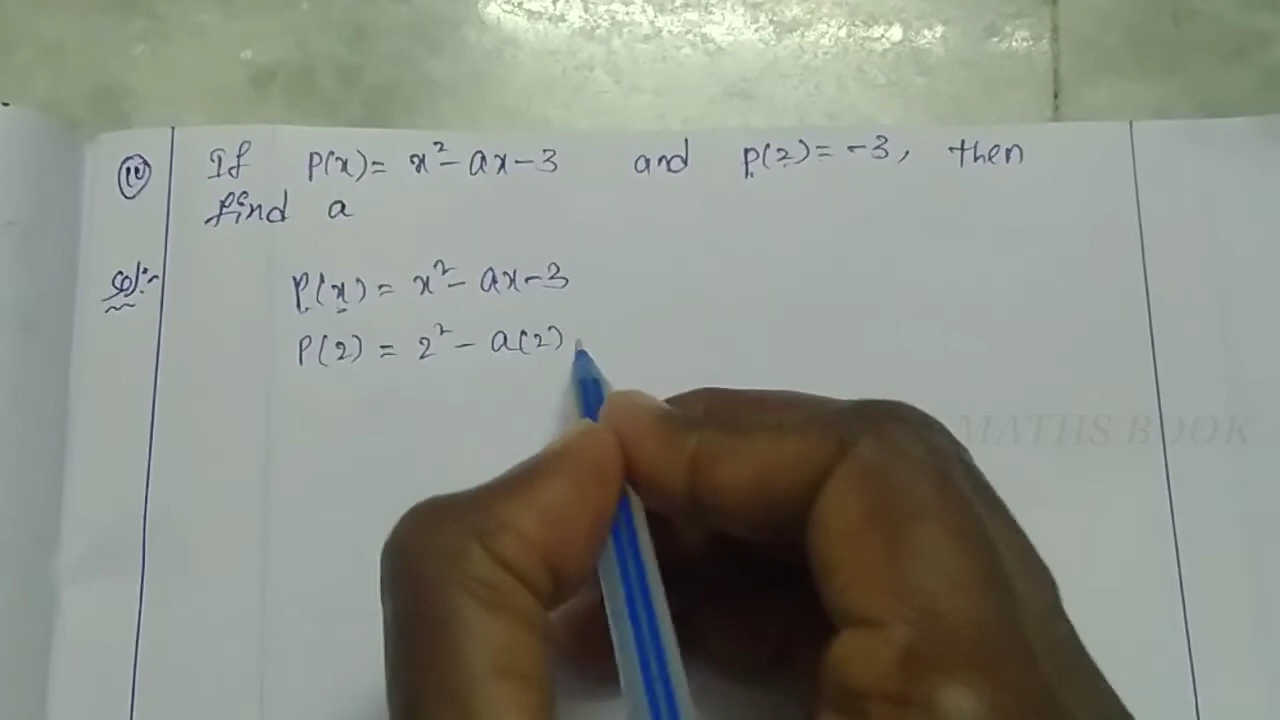 (10) If P(x) = x² - ax - 3 and P(2) = -3, then
find a
Sol:-
P(x) = x² - ax - 3
P(2) = 2² - a(2)
MATHS BOOK